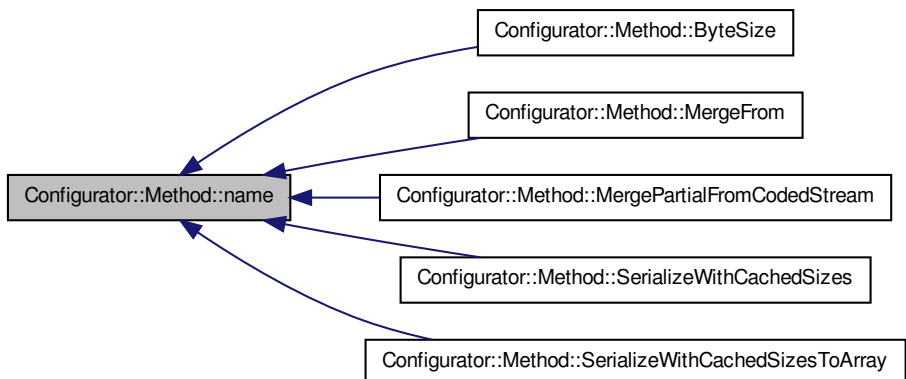 Configurator::Method::ByteSize
Configurator::Method::MergeFrom
Configurator::Method::name
Configurator::Method::MergePartialFromCodedStream
Configurator::Method::SerializeWithCachedSizes
Configurator::Method::SerializeWithCachedSizesToArray